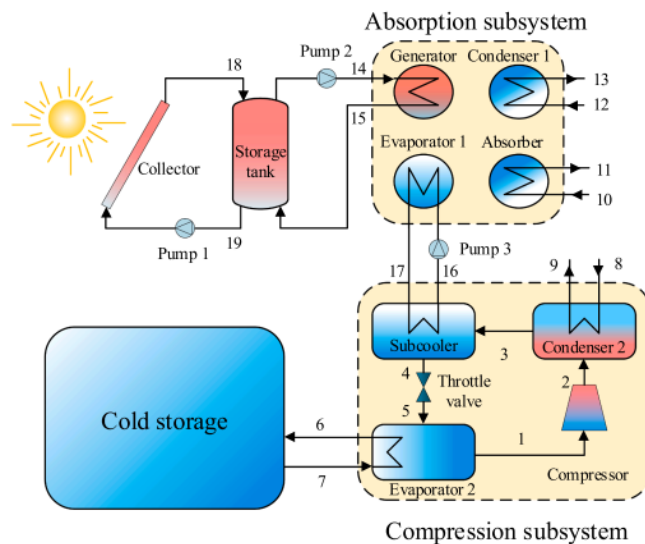 Absorption subsystem
Pump 2
Generator
Condenser 1
18
14
13
12
15
Storage
tank
Collector
Evaporator 1
Absorber
11
10
Pump 1
19
Pump 3
17
16
9
8
Subcooler
3
Condenser 2
4
Throttle
valve
2
5
Cold storage
6
1
7
Compressor
Evaporator 2
Compression subsystem